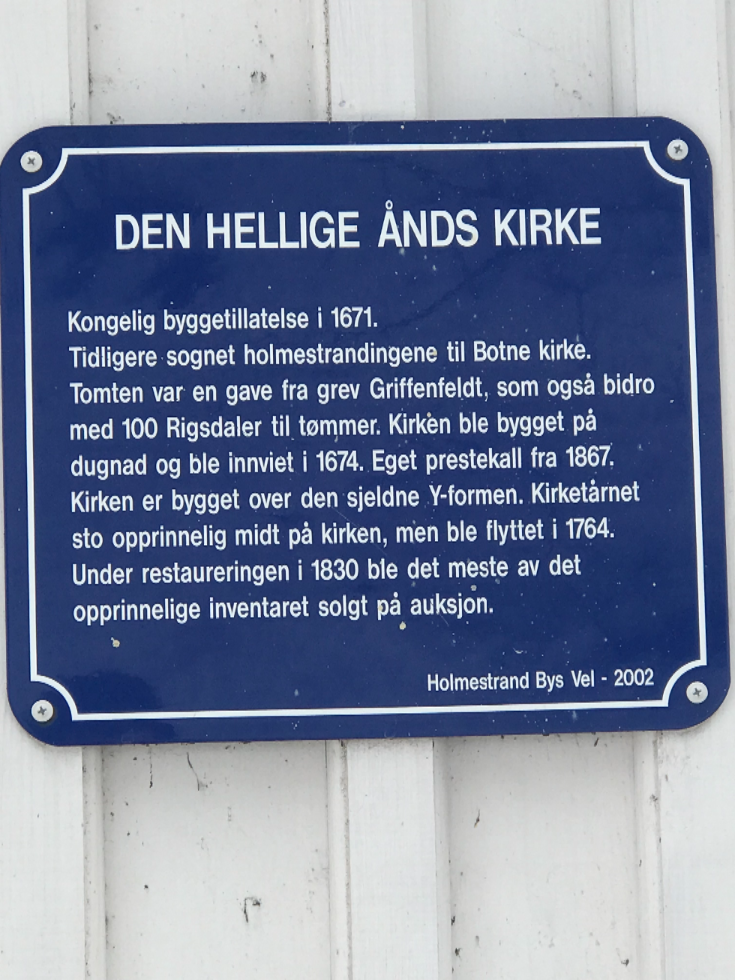 DEN HELLIGE ÅNDS KIRKE
Kongelig byggetillatelse i 1671.
Tidligere sognet holmestrandingene til Botne kirke.
Tomten var en gave fra grev Griffenfeldt, som også bidro
med 100 Rigsdaler til tømmer. Kirken ble bygget på
dugnad og ble innviet i 1674. Eget prestekall fra 1867.
Kirken er bygget over den sjeldne Y-formen. Kirketårnet
sto opprinnelig midt på kirken, men ble flyttet i 1764.
Under restaureringen i 1830 ble det meste av det
opprinnelige inventaret solgt på auksjon.
Holmestrand Bys Vel - 2002